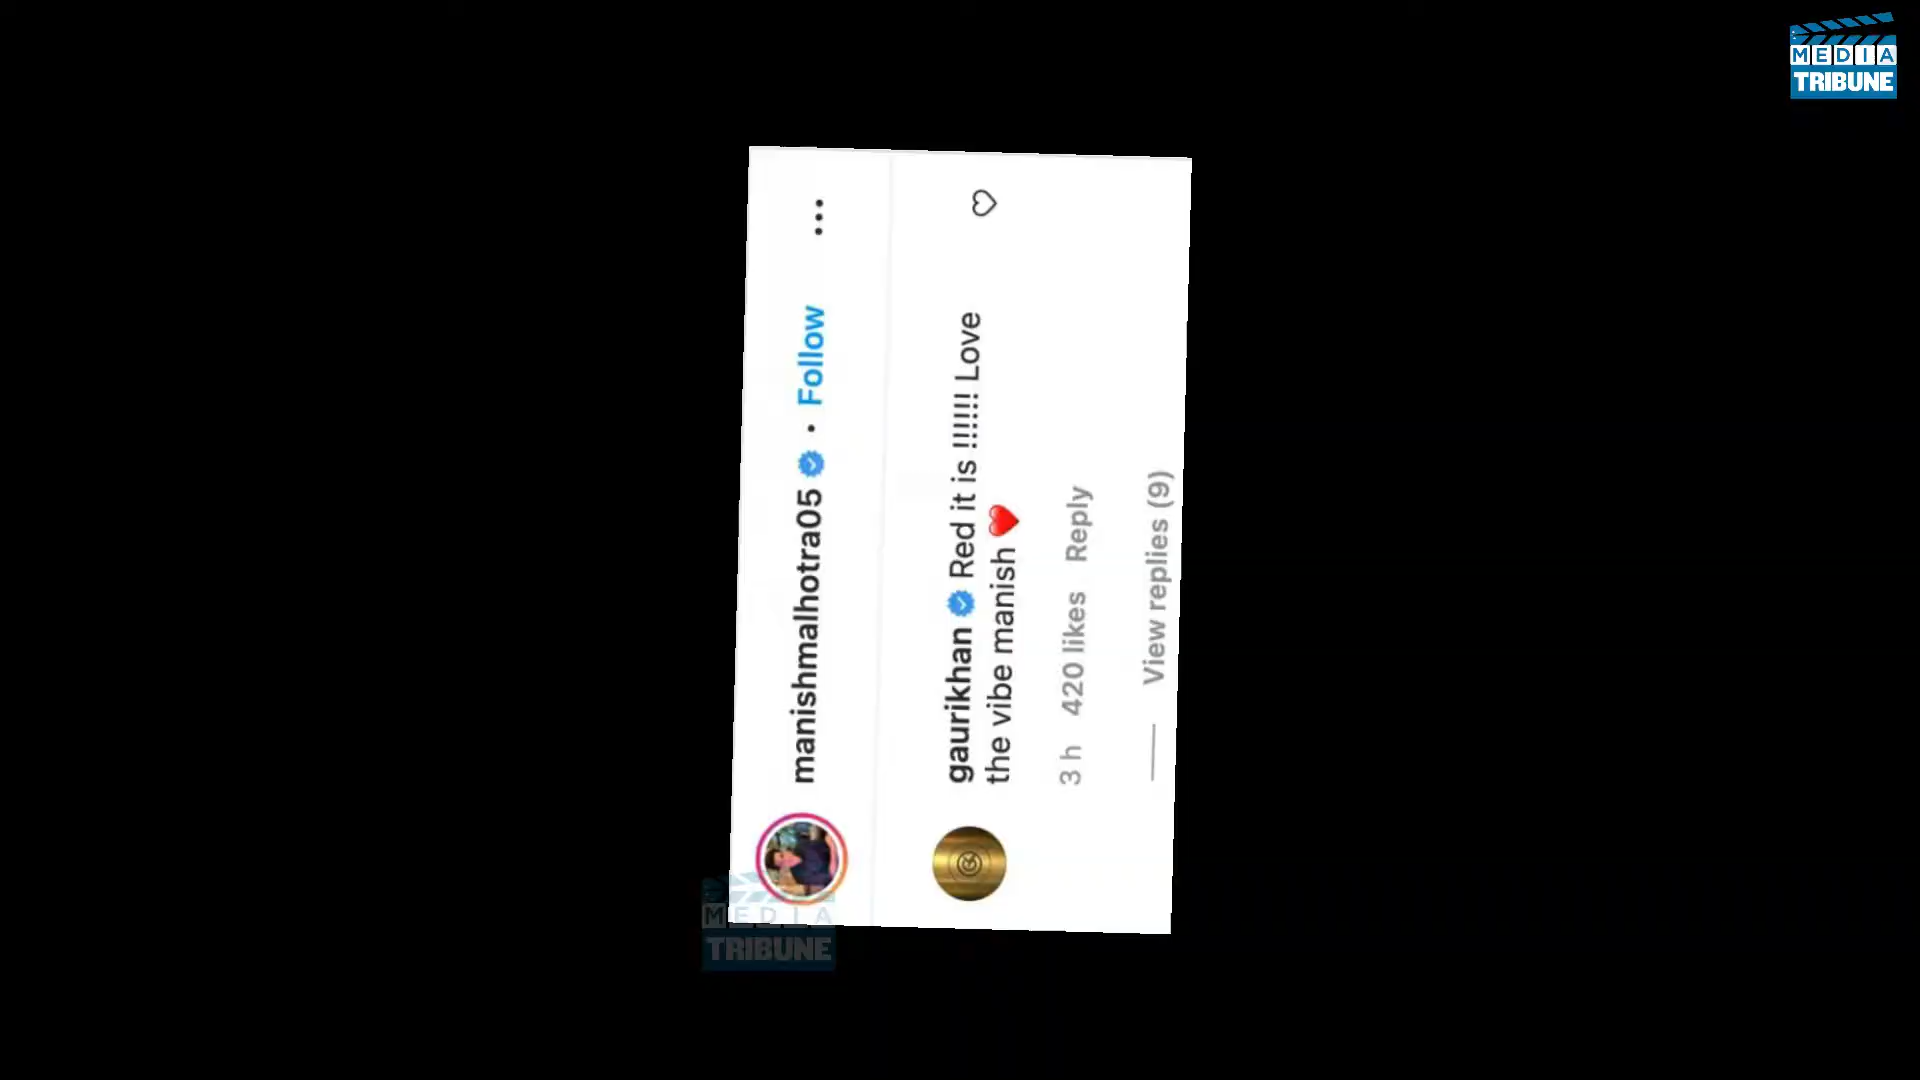 MEDIA
TRIBUNE
manishmalhotra05 • Follow
gaurikhan Red it is !!!!!! Love
the vibe manish ❤️
3 h 420 likes Reply
View replies (9)
MEDIA
TRIBUNE